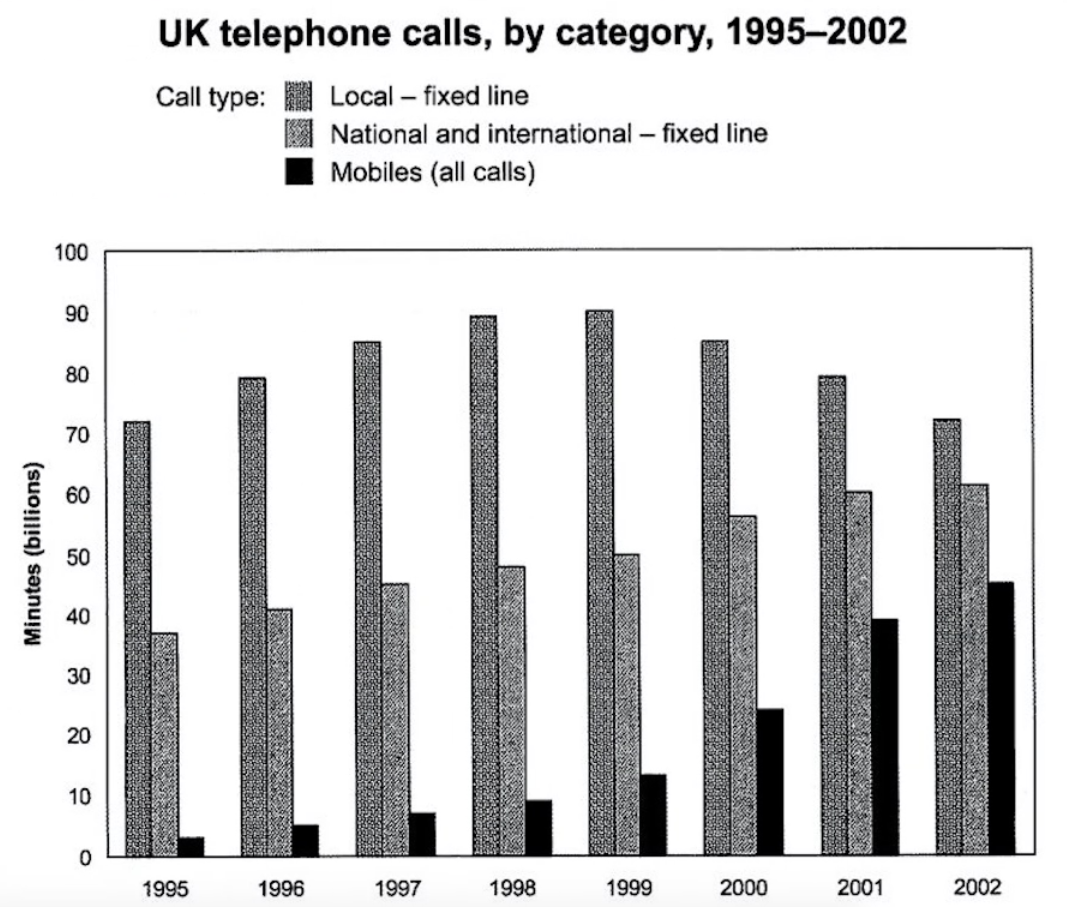 UK telephone calls, by category, 1995–2002
Call type:
Local – fixed line
National and international – fixed line
Mobiles (all calls)
Minutes (billions)
100
90
80
70
60
50
40
30
20
10
0
1995 1996 1997 1998 1999 2000 2001 2002